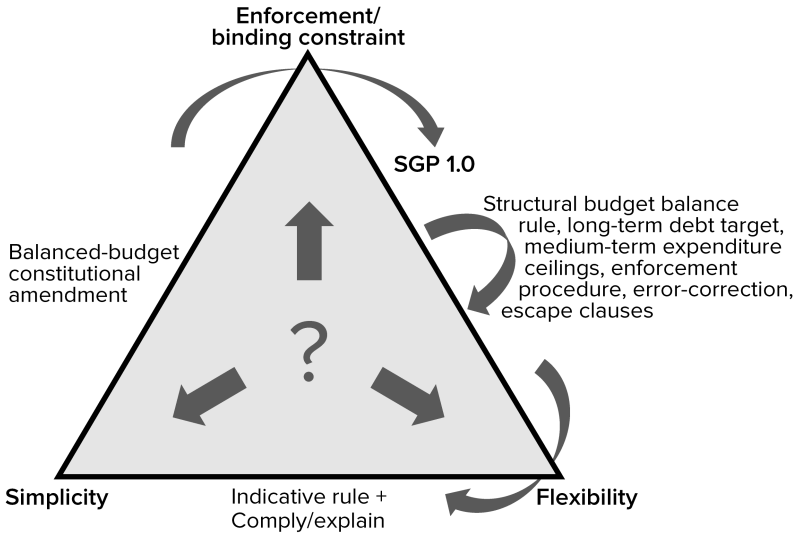 Enforcement/
binding constraint
SGP 1.0
Structural budget balance
rule, long-term debt target,
medium-term expenditure
ceilings, enforcement
procedure, error-correction,
escape clauses
Balanced-budget
constitutional
amendment
?
Simplicity
Indicative rule +
Comply/explain
Flexibility